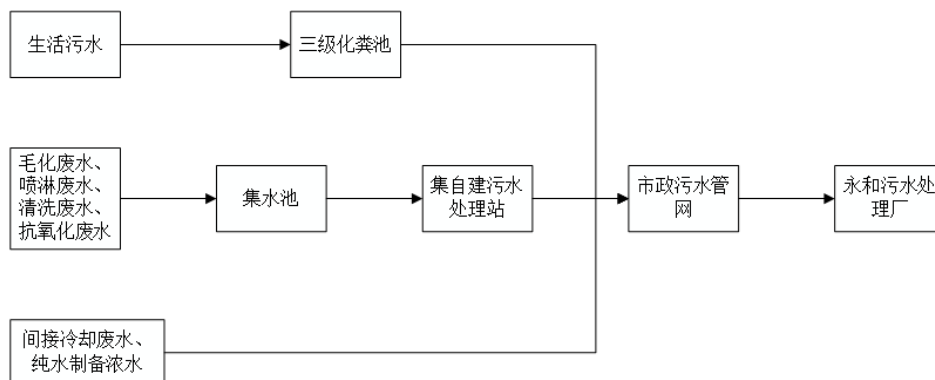 生活污水
三级化粪池
毛化废水、
喷淋废水、
清洗废水、
抗氧化废水
集水池
集自建污水
处理站
市政污水管
网
永和污水处
理厂
间接冷却废水、
纯水制备浓水